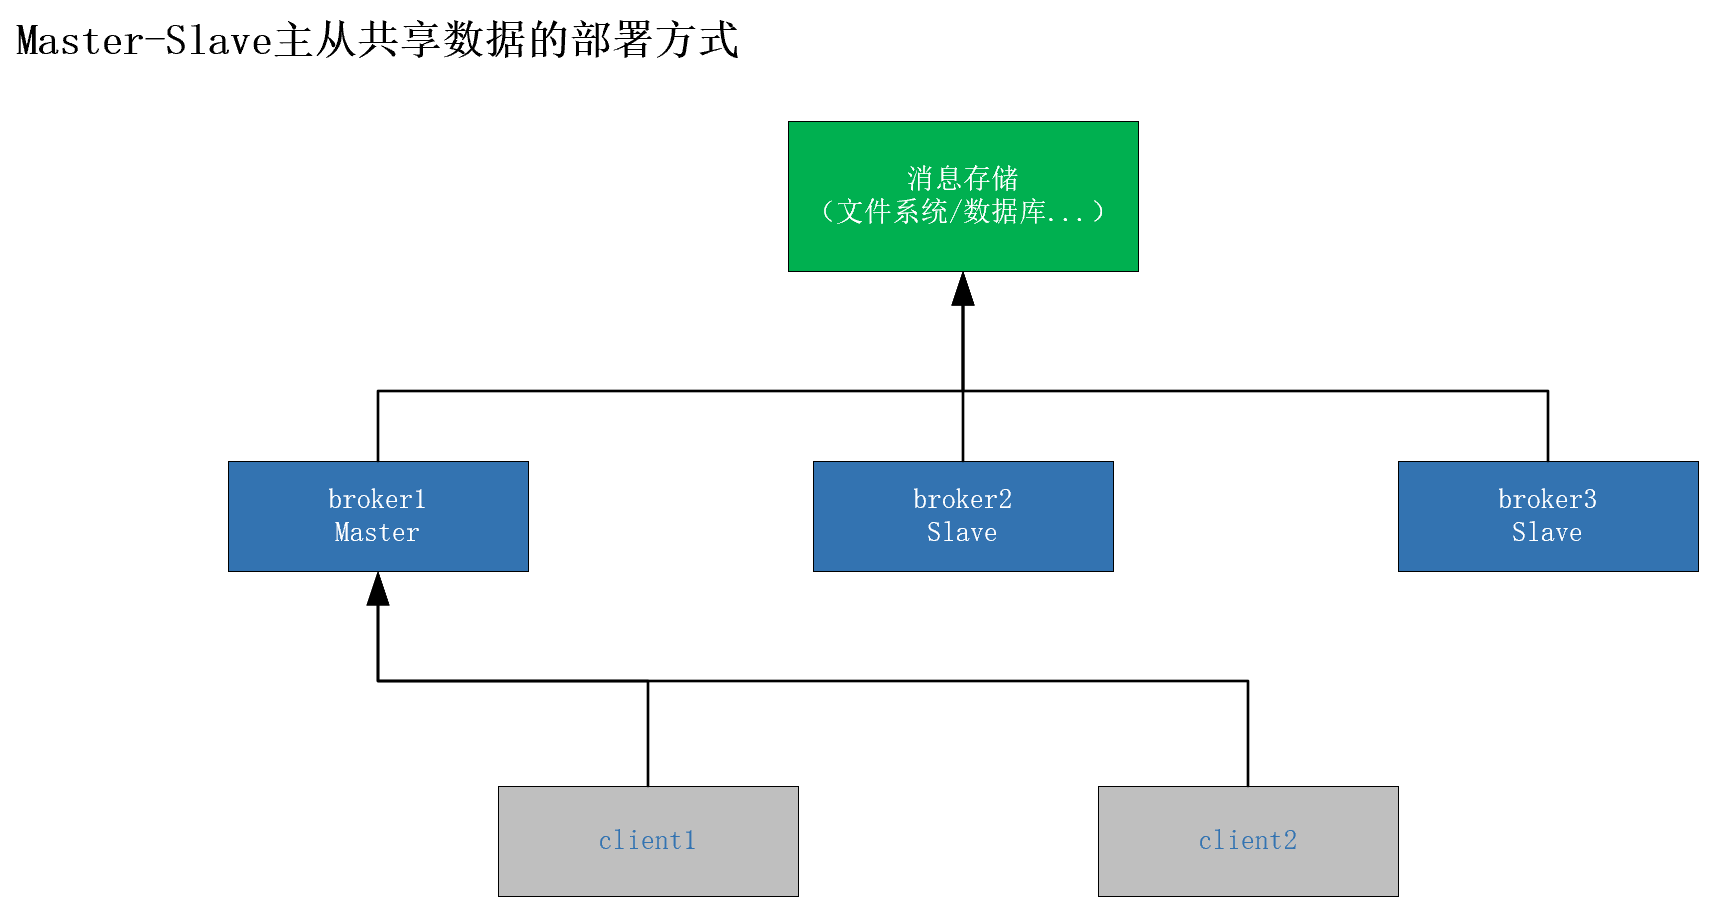 Master-Slave主从共享数据的部署方式
消息存储
（文件系统/数据库...）
broker1
Master
broker2
Slave
broker3
Slave
client1
client2